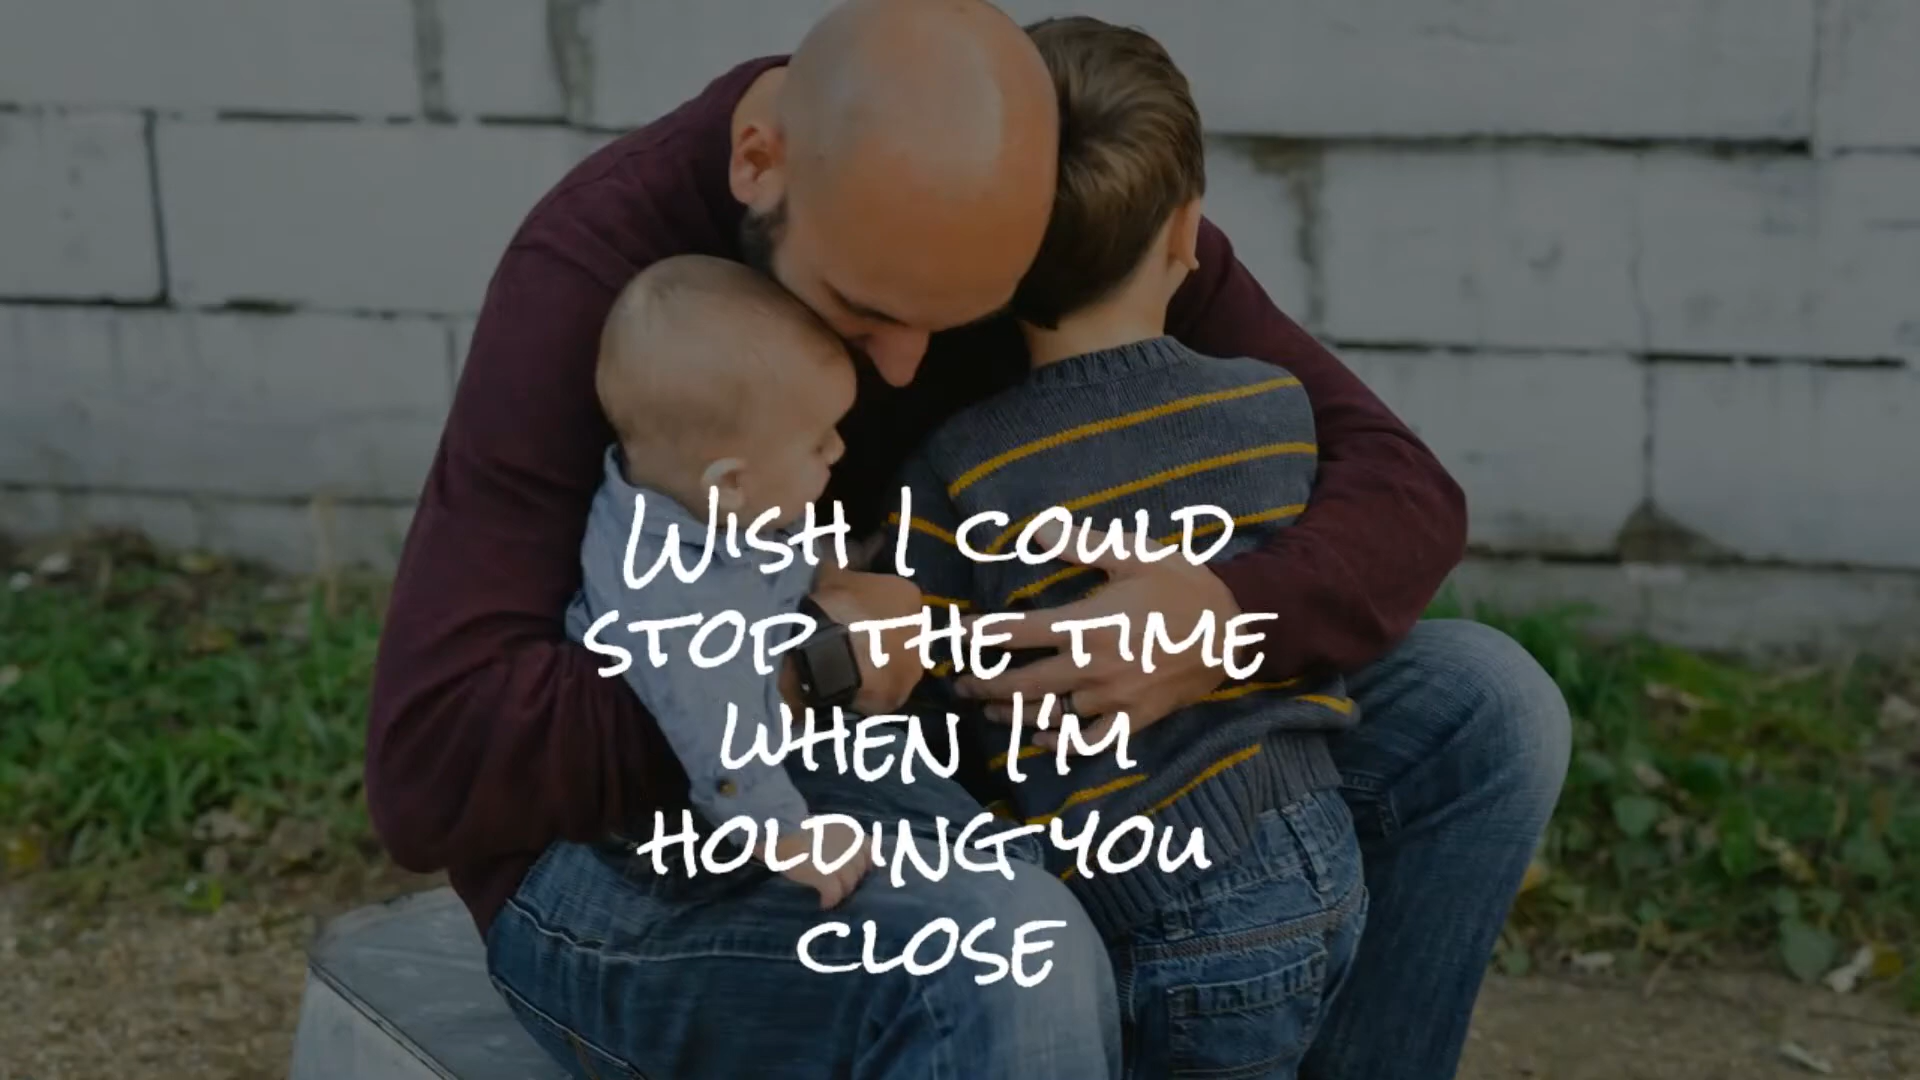 Wish I could
stop the time
when I'm
holding you
close